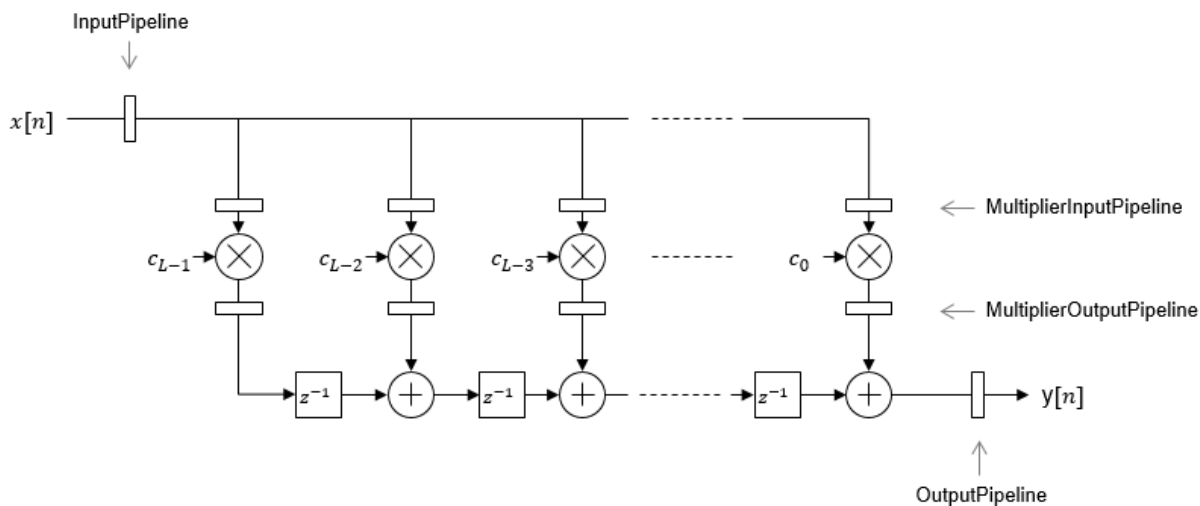 InputPipeline
x[n]
MultiplierInputPipeline
c_{L−1}
c_{L−2}
c_{L−3}
c_0
MultiplierOutputPipeline
z^{−1}
z^{−1}
z^{−1}
y[n]
OutputPipeline